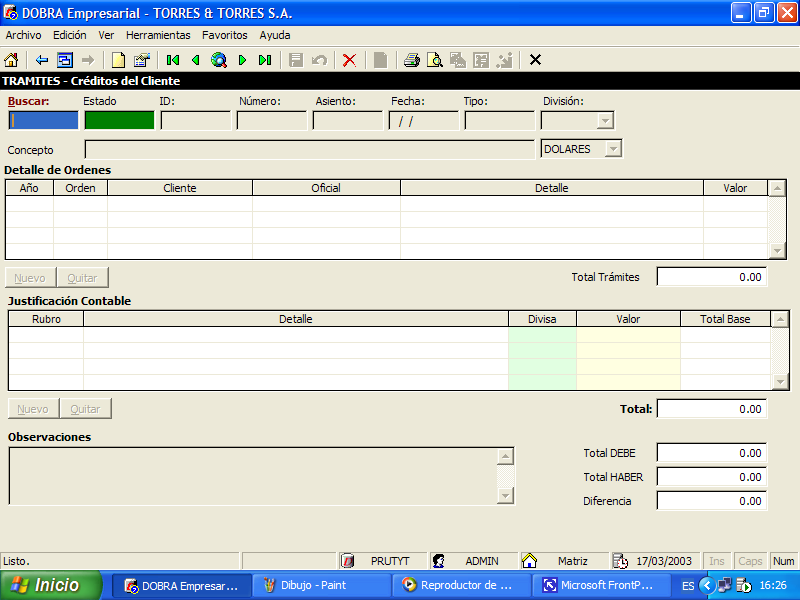 DOBRA Empresarial - TORRES & TORRES S.A.
Archivo Edición Ver Herramientas Favoritos Ayuda
TRAMITES - Créditos del Cliente
Buscar: Estado ID: Número: Asiento: Fecha: Tipo: División:
/ /
Concepto DOLARES
Detalle de Ordenes
Año Orden Cliente Oficial Detalle Valor
Nuevo Quitar Total Trámites 0.00
Justificación Contable
Rubro Detalle Divisa Valor Total Base
Nuevo Quitar Total: 0.00
Observaciones
Total DEBE 0.00
Total HABER 0.00
Diferencia 0.00
Listo. PRUTYT ADMIN Matriz 17/03/2003 Ins Caps Num
Inicio DOBRA Empresar... Dibujo - Paint Reproductor de ... Microsoft FrontP... ES 16:26